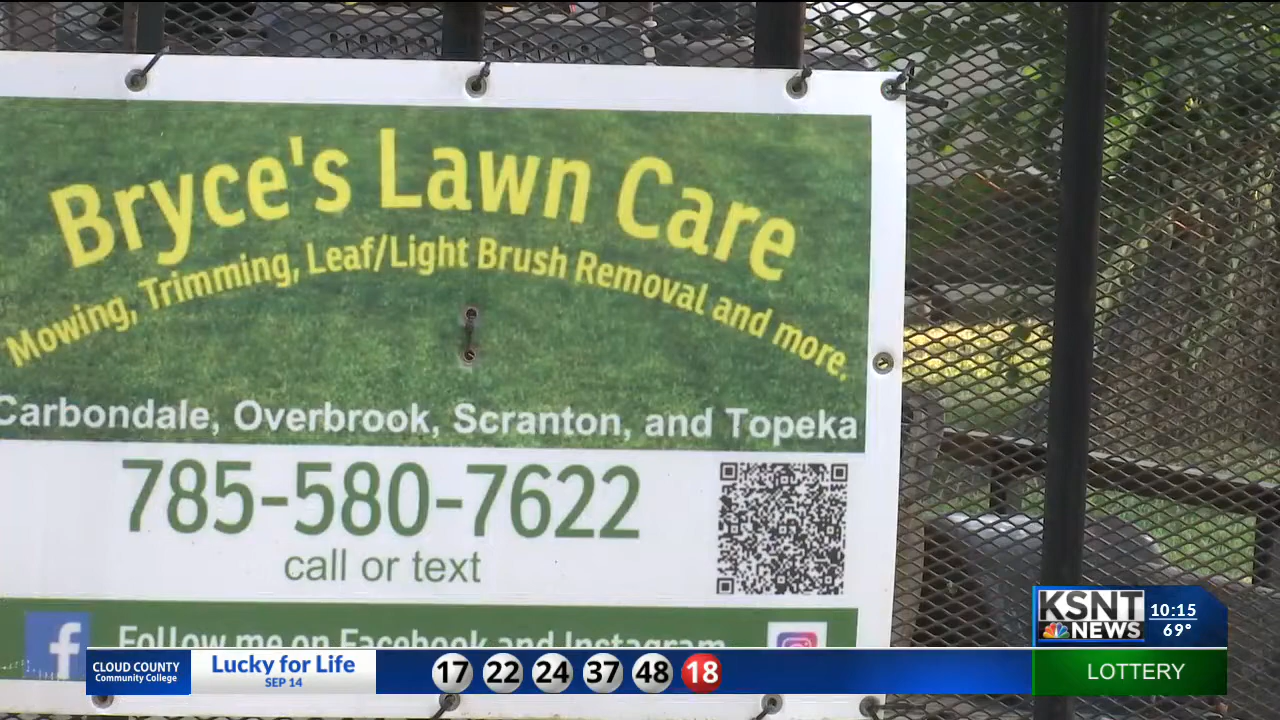 Bryce's Lawn Care
Mowing, Trimming, Leaf/Light Brush Removal and more.
Carbondale, Overbrook, Scranton, and Topeka
785-580-7622
call or text
f Follow me on Facebook and Instagram
KSNT
NEWS
10:15
69°
CLOUD COUNTY
Community College
Lucky for Life
SEP 14
17 22 24 37 48 18
LOTTERY